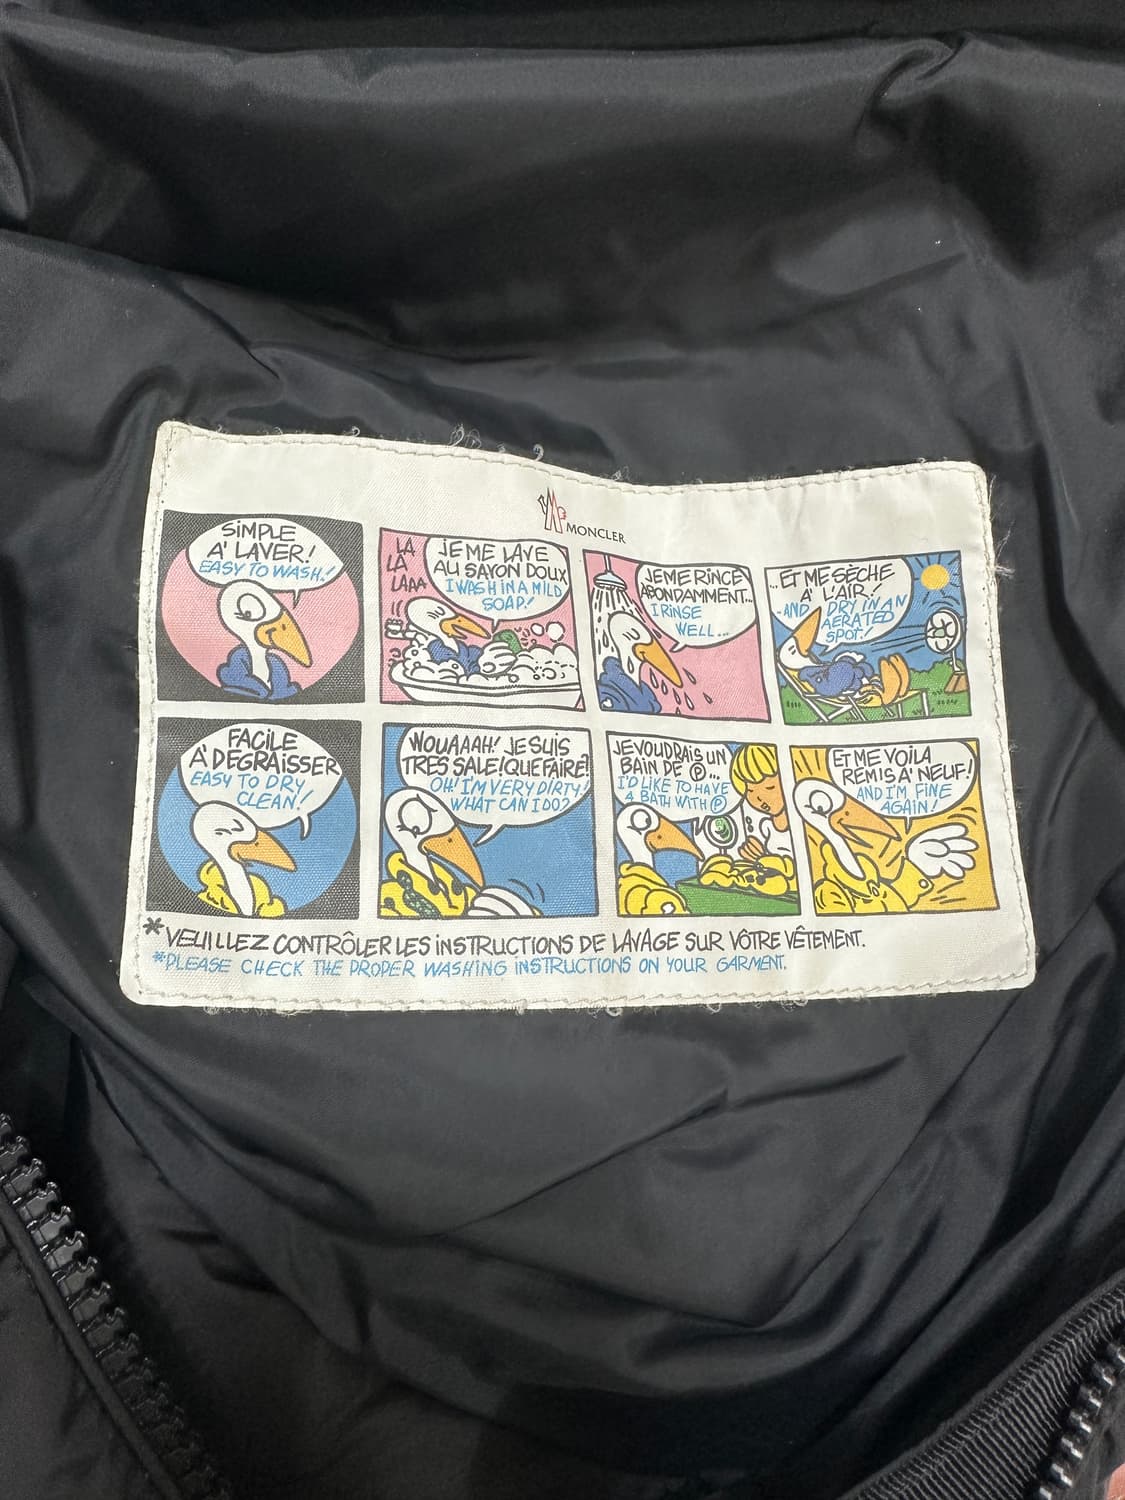 MONCLER
SIMPLE
A' LAVER!
EASY TO WASH!
LA
LA
LAAA
JE ME LAVE
AU SAVON DOUX
I WASH IN A MILD
SOAP!
JE ME RINCE
ABONDAMMENT...
I RINSE
WELL...
...ET ME SÈCHE
A' L'AIR!
...AND DRY IN AN
AERATED
SPOT!
FACILE
A' DEGRAISSER
EASY TO DRY
CLEAN!
WOUAAAH! JE SUIS
TRES SALE! QUE FAIRE?
OH! I'M VERY DIRTY!
WHAT CAN I DO?
JE VOUDRAIS UN
BAIN DE Ⓟ...
I'D LIKE TO HAVE
A BATH WITH Ⓟ
ET ME VOILA
REMIS A' NEUF!
AND I'M FINE
AGAIN!
*VEUILLEZ CONTRÔLER LES INSTRUCTIONS DE LAVAGE SUR VÔTRE VÊTEMENT.
*PLEASE CHECK THE PROPER WASHING INSTRUCTIONS ON YOUR GARMENT.